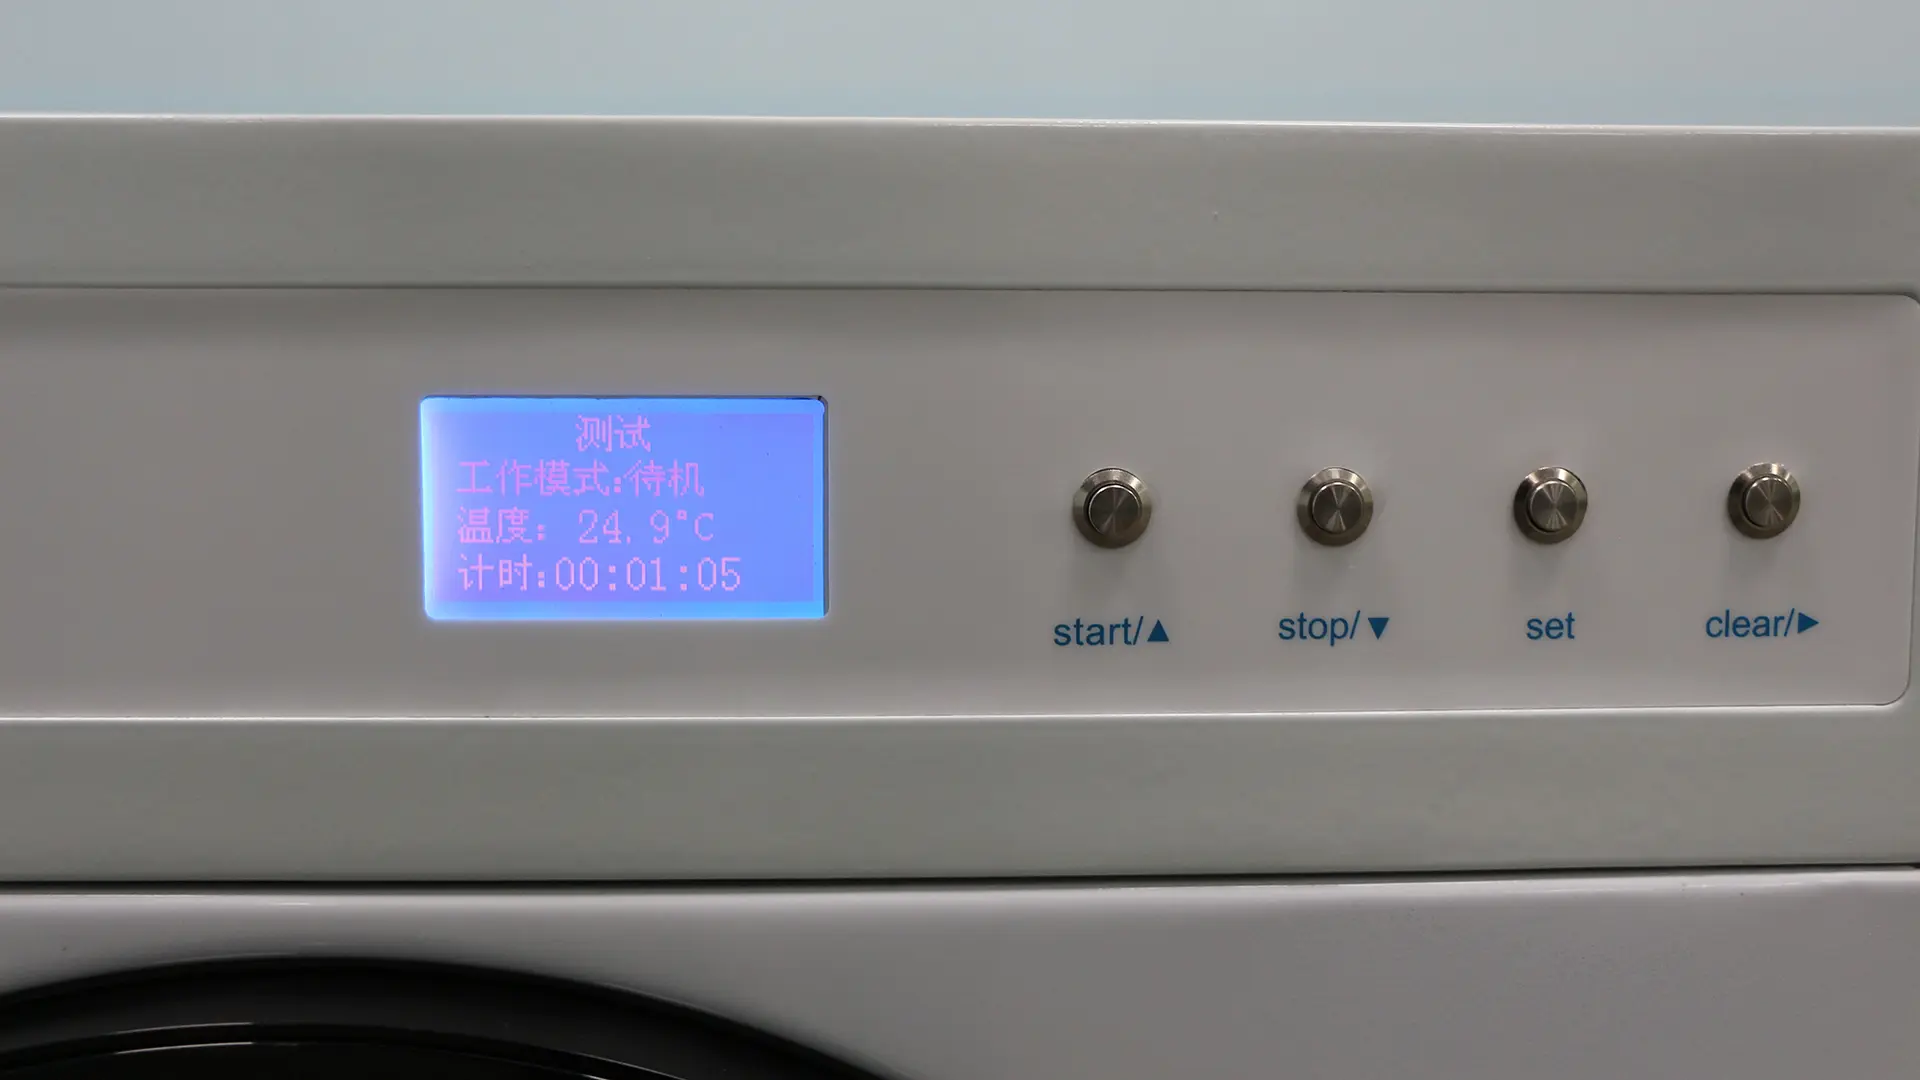 测试
工作模式:待机
温度: 24.9°C
计时:00:01:05
start/▲
stop/▼
set
clear/▶